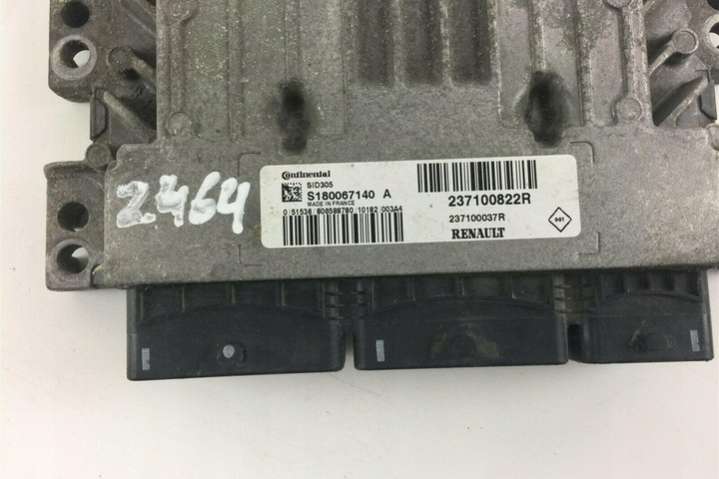 2464
Continental
SID305
S180067140 A
MADE IN FRANCE
237100822R
237100037R
RENAULT